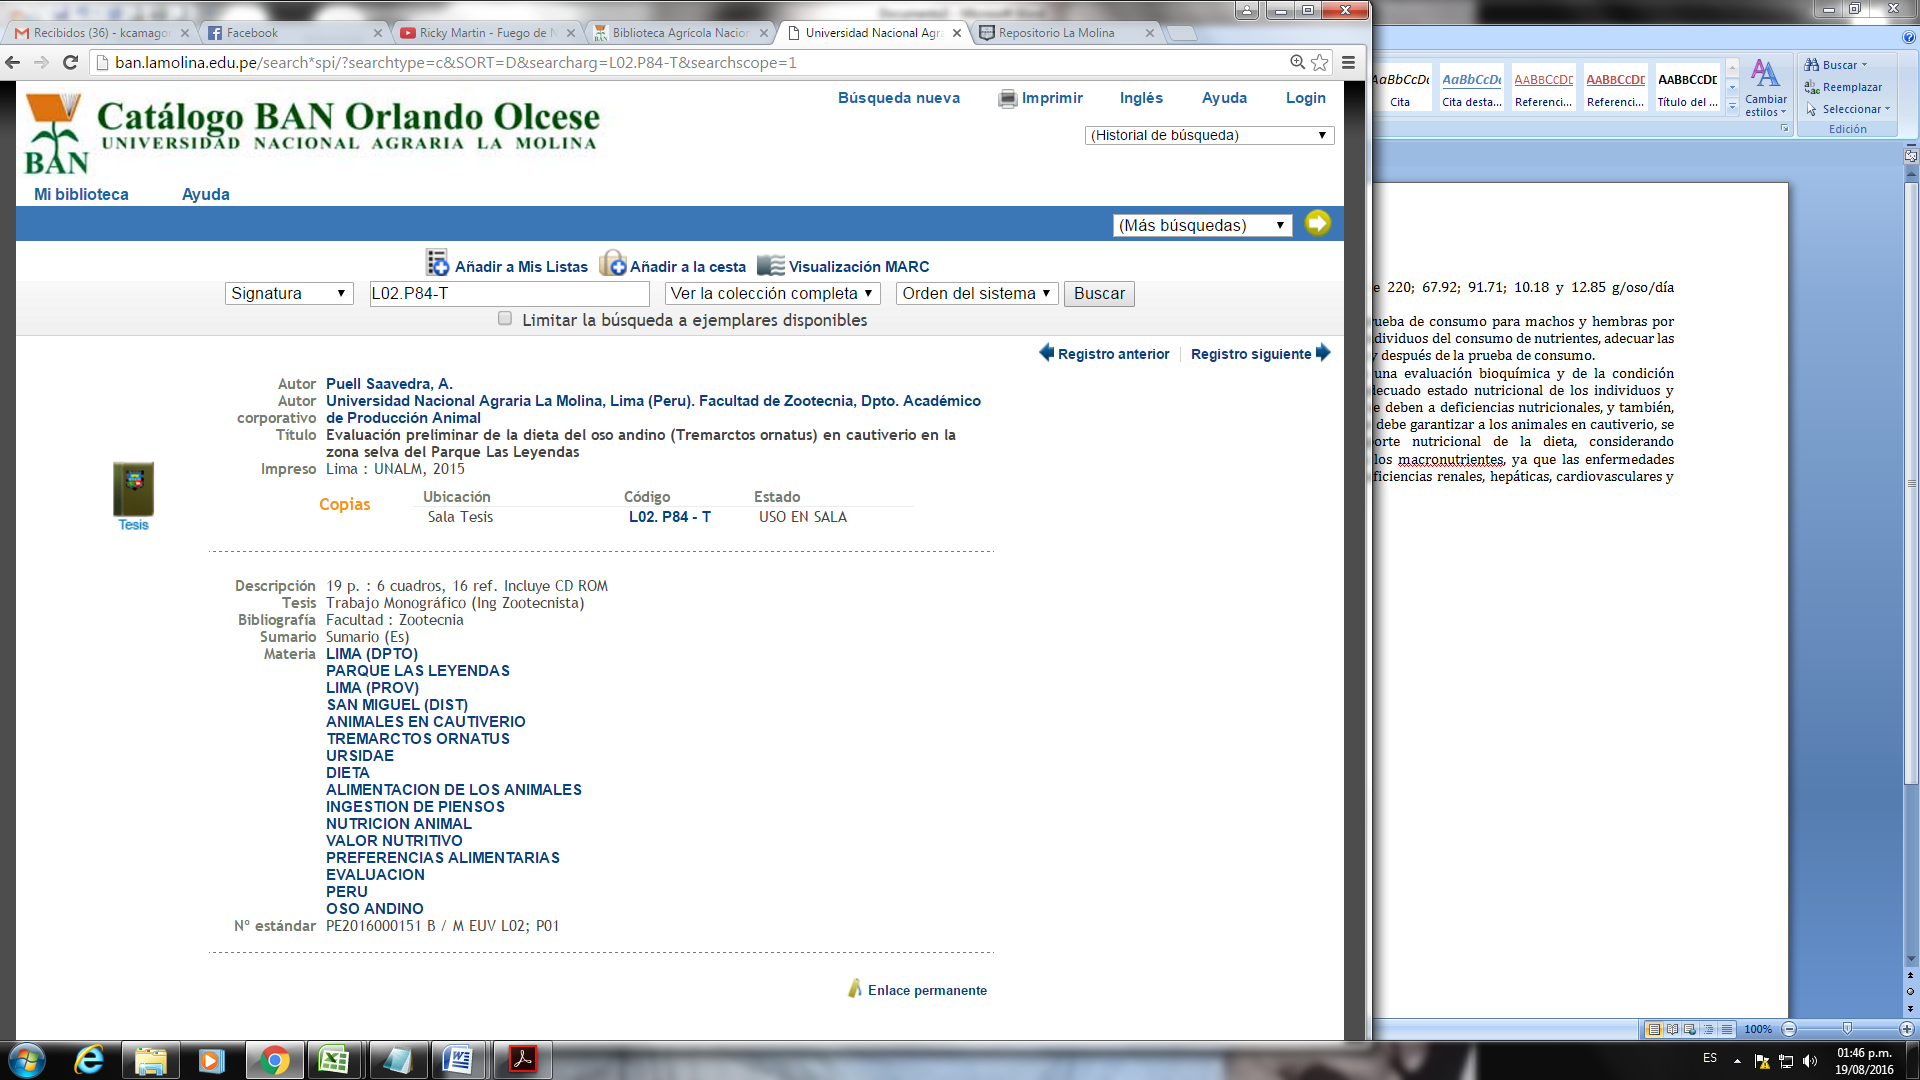 Recibidos (36) - kcamago
Facebook
Ricky Martin - Fuego de N
Biblioteca Agrícola Nacion
Universidad Nacional Agra
Repositorio La Molina
ban.lamolina.edu.pe/search*spi/?searchtype=c&SORT=D&searcharg=L02.P84-T&searchscope=1
Búsqueda nueva Imprimir Inglés Ayuda Login
Catálogo BAN Orlando Olcese
UNIVERSIDAD NACIONAL AGRARIA LA MOLINA
BAN
(Historial de búsqueda)
Mi biblioteca Ayuda
(Más búsquedas)
Añadir a Mis Listas Añadir a la cesta Visualización MARC
Signatura L02.P84-T Ver la colección completa Orden del sistema Buscar
Limitar la búsqueda a ejemplares disponibles
Registro anterior Registro siguiente
Autor Puell Saavedra, A.
Autor corporativo Universidad Nacional Agraria La Molina, Lima (Peru). Facultad de Zootecnia, Dpto. Académico
de Producción Animal
Título Evaluación preliminar de la dieta del oso andino (Tremarctos ornatus) en cautiverio en la
zona selva del Parque Las Leyendas
Impreso Lima : UNALM, 2015
Tesis
Copias Ubicación Código Estado
Sala Tesis L02. P84 - T USO EN SALA
Descripción 19 p. : 6 cuadros, 16 ref. Incluye CD ROM
Tesis Trabajo Monográfico (Ing Zootecnista)
Bibliografía Facultad : Zootecnia
Sumario Sumario (Es)
Materia LIMA (DPTO)
PARQUE LAS LEYENDAS
LIMA (PROV)
SAN MIGUEL (DIST)
ANIMALES EN CAUTIVERIO
TREMARCTOS ORNATUS
URSIDAE
DIETA
ALIMENTACION DE LOS ANIMALES
INGESTION DE PIENSOS
NUTRICION ANIMAL
VALOR NUTRITIVO
PREFERENCIAS ALIMENTARIAS
EVALUACION
PERU
OSO ANDINO
Nº estándar PE2016000151 B / M EUV L02; P01
Enlace permanente
AaBbCcDc AaBbCcDc AABBCCDE AABBCCDE AABBCCDE
Cita Cita desta... Referenci... Referenci... Título del ...
Cambiar
estilos
Buscar
Reemplazar
Seleccionar
Edición
e 220; 67.92; 91.71; 10.18 y 12.85 g/oso/día
rueba de consumo para machos y hembras por
dividuos del consumo de nutrientes, adecuar las
y después de la prueba de consumo.
una evaluación bioquímica y de la condición
decuado estado nutricional de los individuos y
e deben a deficiencias nutricionales, y también,
debe garantizar a los animales en cautiverio, se
orte nutricional de la dieta, considerando
los macronutrientes, ya que las enfermedades
ficiencias renales, hepáticas, cardiovasculares y
100%
ES
01:46 p.m.
19/08/2016